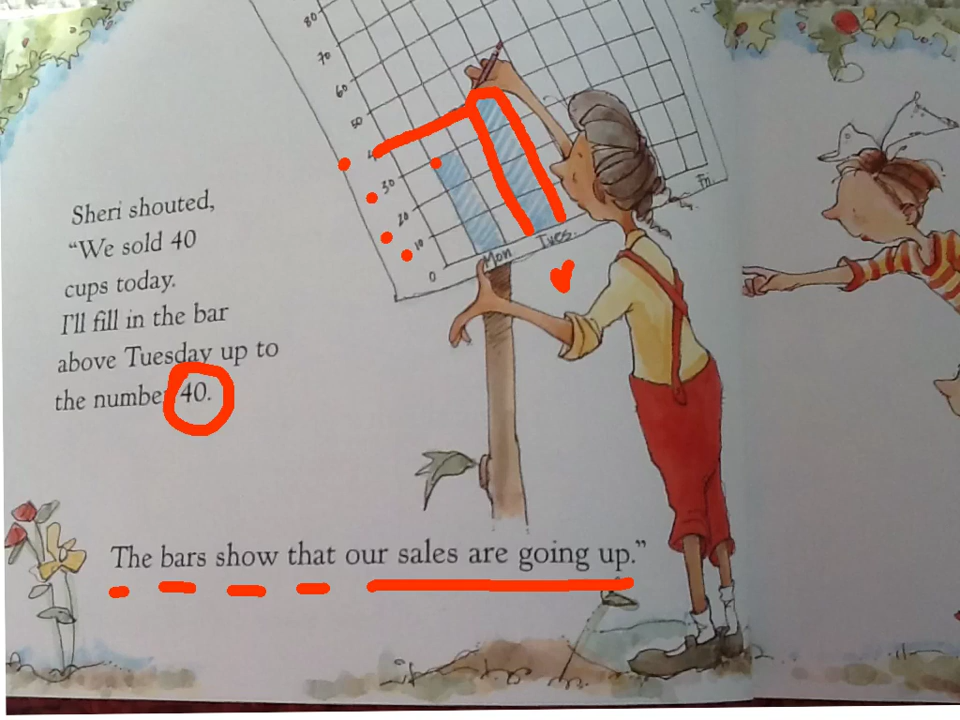 80
70
60
50
30
20
10
0
Mon
Tues.
Fri
Sheri shouted,
“We sold 40
cups today.
I'll fill in the bar
above Tuesday up to
the number 40.
The bars show that our sales are going up.”